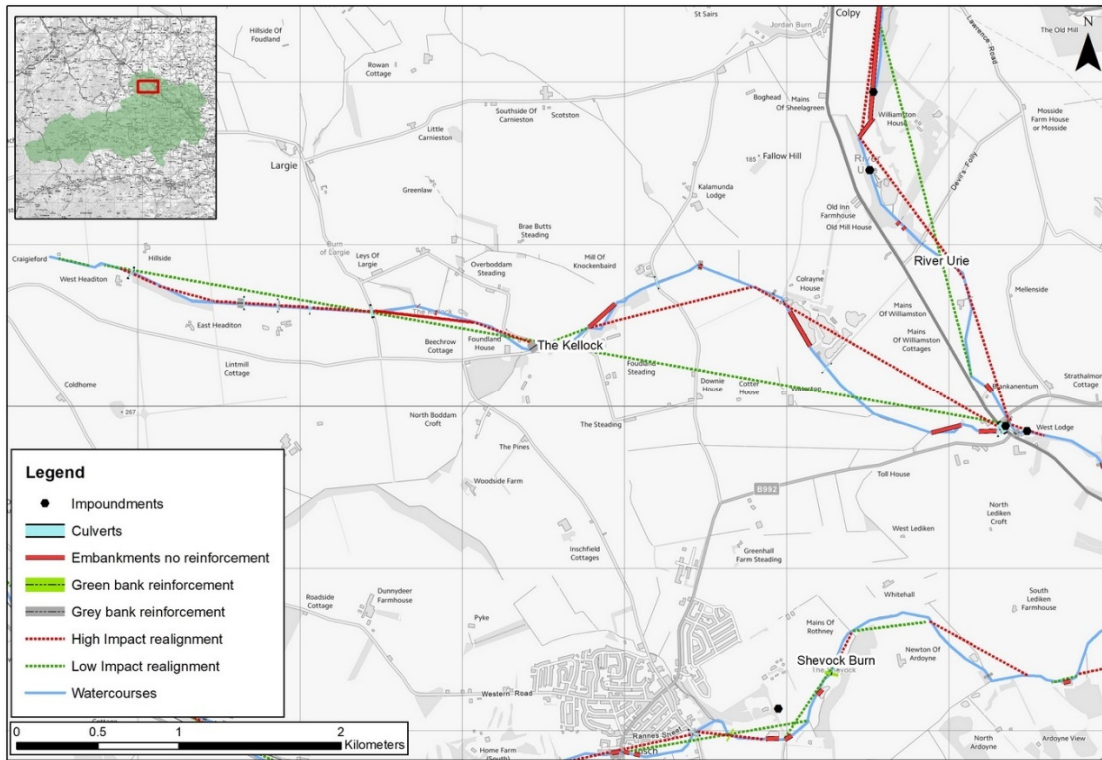 St Sairs
Colpy
Jordan Burn
Hillside Of
Foudland
Rowan
Cottage
Lawrence Road
The Old Mill
N
Southside Of
Carnieston
Scotston
Boghead
Mains
Of Sheelagreen
Williamston
House
Mosside
Farm House
or Mosside
Little
Carnieston
Largie
185
Fallow Hill
River
Devil's Folly
Greenlaw
Kalamunda
Lodge
Old Inn
Farmhouse
Old Mill House
Burn
of Largie
Brae Butts
Steading
Craigieford
Hillside
West Headiton
Leys Of
Largie
Overboddam
Steading
Mill Of
Knockenbaird
River Urie
Colrayne
House
Mellenside
Mains
Of Williamston
East Headiton
Beechrow
Cottage
Foundland
House
The Kellock
Mains
Of Williamston
Cottages
Lintmill
Cottage
Foudland
Steading
Coldhome
Downie
House
Cotter
House
Strathalmor
Cottage
267
North Boddam
Croft
The Steading
West Lodge
The Pines
Toll House
Woodside Farm
B992
North
Lediken
Croft
West Lediken
Inschfield
Cottages
Greenhall
Farm Steading
Legend
Impoundments
Culverts
Embankments no reinforcement
Green bank reinforcement
Grey bank reinforcement
High Impact realignment
Low Impact realignment
Watercourses
Roadside
Cottage
Dunnydeer
Farmhouse
Pyke
Whitehall
South
Lediken
Farmhouse
Mains Of
Rothney
Newton Of
Ardoyne
Shevock Burn
Western Road
Rannes Street
Home Farm
(South)
North
Ardoyne
Ardoyne View
0 0.5 1 2
Kilometers